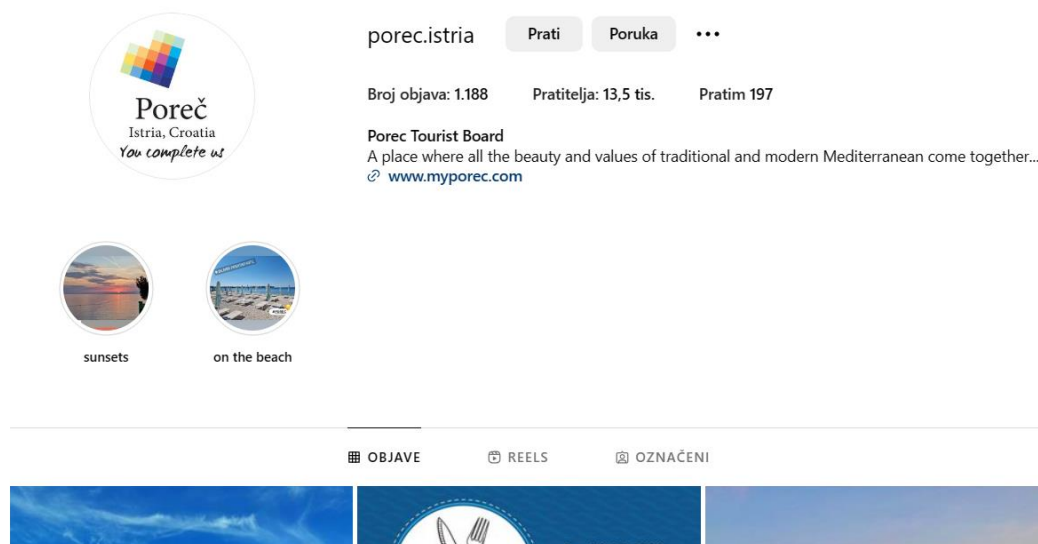 porec.istria Prati Poruka
Poreč
Istria, Croatia
You complete us
Broj objava: 1.188 Pratitelja: 13,5 tis. Pratim 197
Porec Tourist Board
A place where all the beauty and values of traditional and modern Mediterranean come together...
www.myporec.com
sunsets
on the beach
OBJAVE REELS OZNAČENI